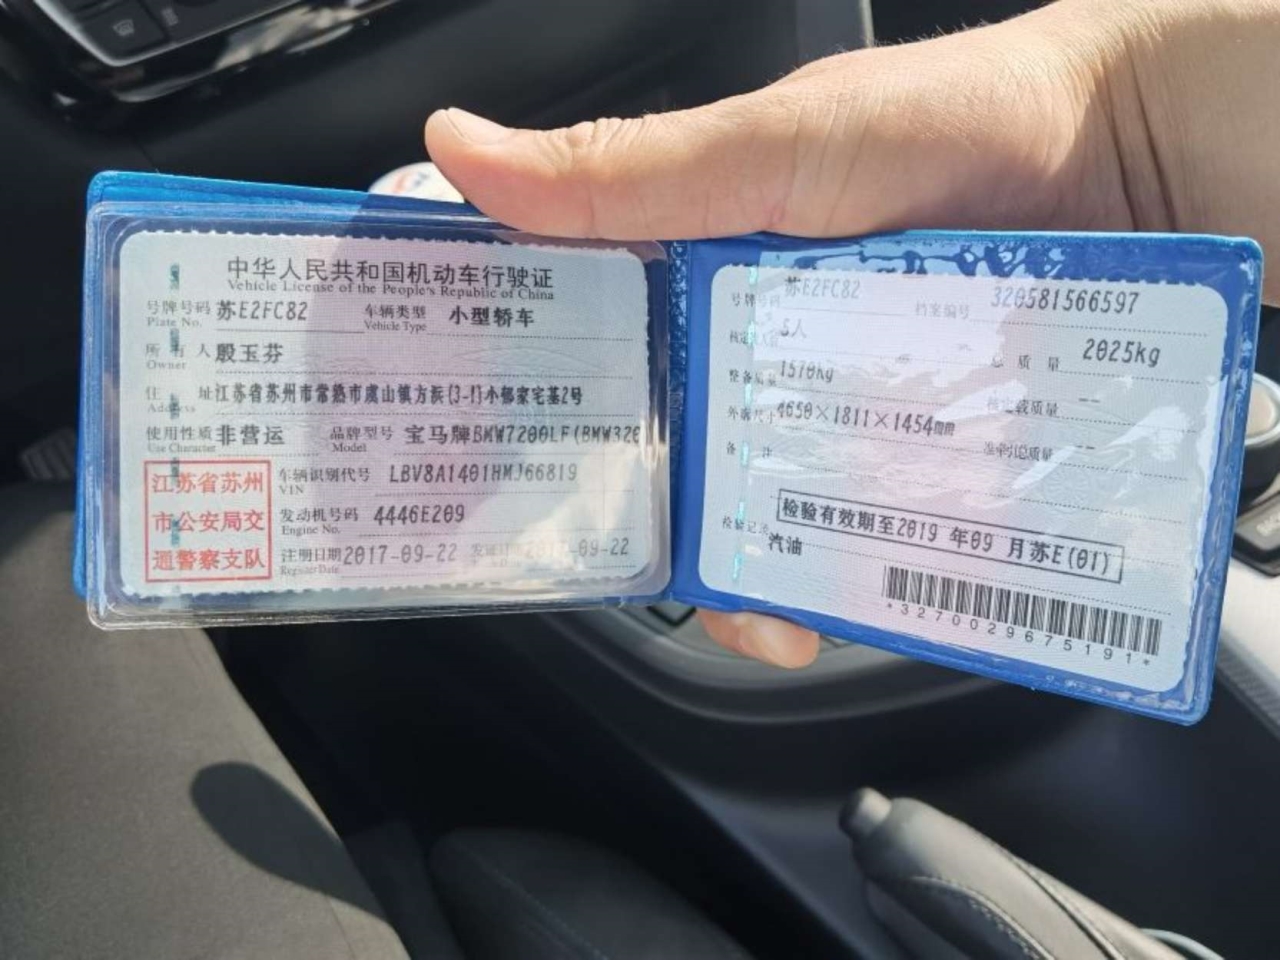 中华人民共和国机动车行驶证
Vehicle License of the People's Republic of China
号牌号码 苏E2FC82 车辆类型 小型轿车
Plate No. Vehicle Type
所有人 殷玉芬
Owner
住址 江苏省苏州市常熟市虞山镇方浜(3-1)小郁家宅基2号
Address
使用性质 非营运 品牌型号 宝马牌BMW7200LF(BMW320
Use Character Model
江苏省苏州
市公安局交
通警察支队
车辆识别代号 LBV8A1401HMJ66819
VIN
发动机号码 4446E209
Engine No.
注册日期 2017-09-22 发证日 2017-09-22
Register Date
号牌号码 苏E2FC82 档案编号 320581566597
5人 总质量 2025kg
整备质量 1570kg 核定载质量 --
外廓尺寸 4650×1811×1454mm 准牵引总质量 --
备注
检验有效期至2019年09月苏E(01)
检验记录 汽油
*3270029675191*